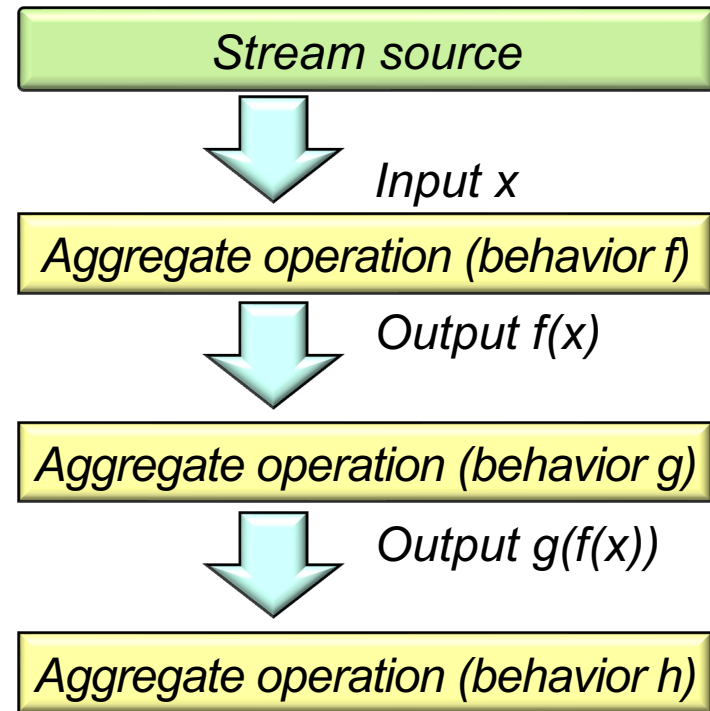 Stream source
Input x
Aggregate operation (behavior f)
Output f(x)
Aggregate operation (behavior g)
Output g(f(x))
Aggregate operation (behavior h)